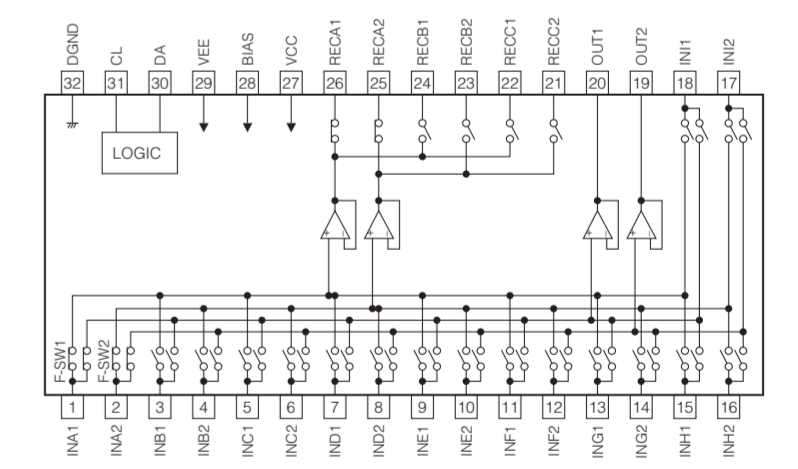 DGND CL DA VEE BIAS VCC RECA1 RECA2 RECB1 RECB2 RECC1 RECC2 OUT1 OUT2 INI1 INI2
32 31 30 29 28 27 26 25 24 23 22 21 20 19 18 17
LOGIC
+ − + − + − + −
F-SW1 F-SW2
1 2 3 4 5 6 7 8 9 10 11 12 13 14 15 16
INA1 INA2 INB1 INB2 INC1 INC2 IND1 IND2 INE1 INE2 INF1 INF2 ING1 ING2 INH1 INH2